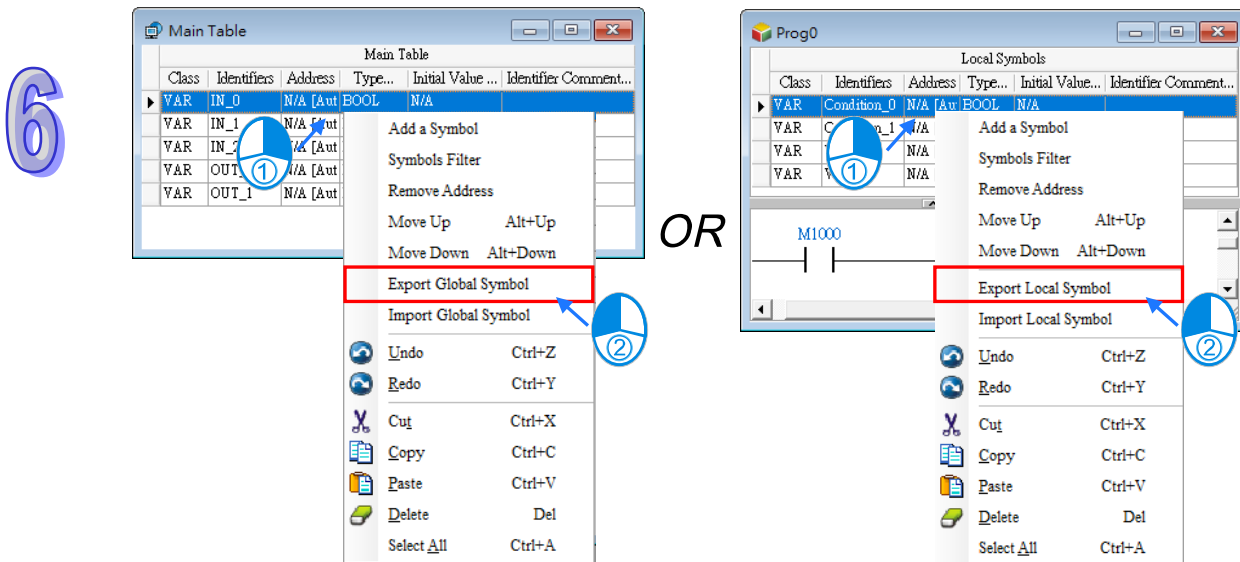 6
Main Table
Main Table
Class Identifiers Address Type... Initial Value ... Identifier Comment...
VAR IN_0 N/A [Aut BOOL N/A
VAR IN_1 N/A [Aut
VAR IN_2 N/A [Aut
VAR OUT_ N/A [Aut
VAR OUT_1 N/A [Aut
1
Add a Symbol
Symbols Filter
Remove Address
Move Up Alt+Up
Move Down Alt+Down
Export Global Symbol
Import Global Symbol
2
Undo Ctrl+Z
Redo Ctrl+Y
Cut Ctrl+X
Copy Ctrl+C
Paste Ctrl+V
Delete Del
Select All Ctrl+A
OR
Prog0
Local Symbols
Class Identifiers Address Type... Initial Value... Identifier Comment...
VAR Condition_0 N/A [Aut BOOL N/A
VAR N/A
VAR N/A
VAR N/A
1
M1000
Add a Symbol
Symbols Filter
Remove Address
Move Up Alt+Up
Move Down Alt+Down
Export Local Symbol
Import Local Symbol
2
Undo Ctrl+Z
Redo Ctrl+Y
Cut Ctrl+X
Copy Ctrl+C
Paste Ctrl+V
Delete Del
Select All Ctrl+A